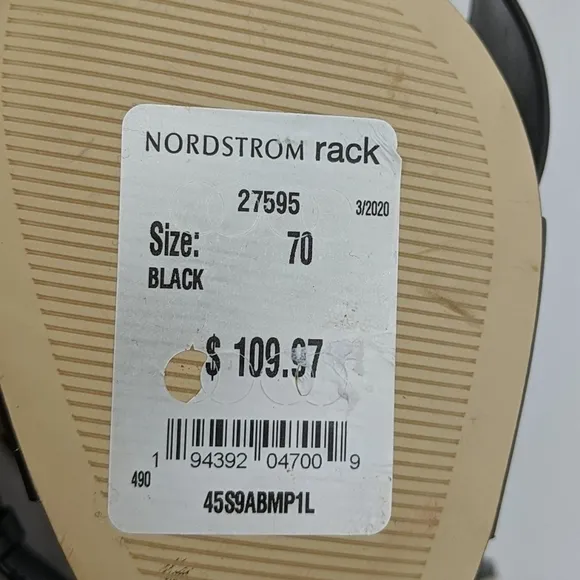 NORDSTROM rack
27595 3/2020
Size: 70
BLACK
$ 109.97
1 94392 04700 9
490
45S9ABMP1L